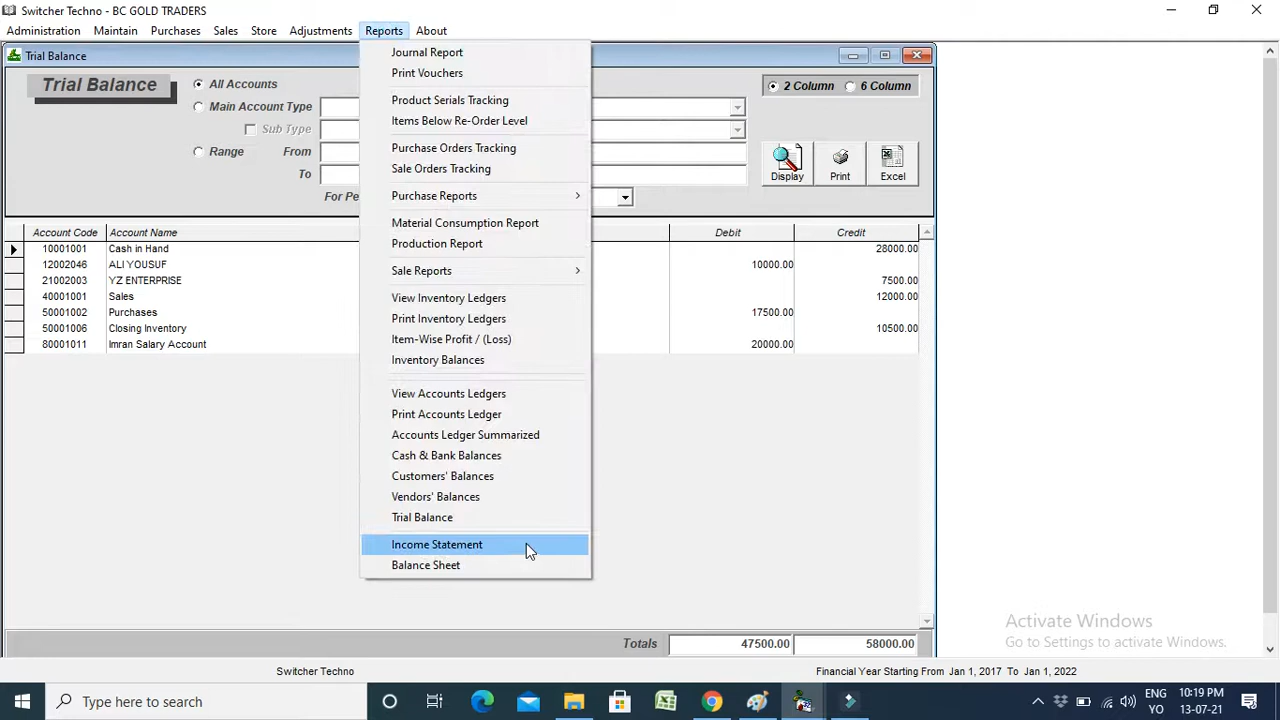 Switcher Techno - BC GOLD TRADERS
Administration Maintain Purchases Sales Store Adjustments Reports About
Trial Balance
Trial Balance
All Accounts
Main Account Type
Sub Type
Range From
To
For Pe
2 Column 6 Column
Display Print Excel
Journal Report
Print Vouchers
Product Serials Tracking
Items Below Re-Order Level
Purchase Orders Tracking
Sale Orders Tracking
Purchase Reports
Material Consumption Report
Production Report
Sale Reports
View Inventory Ledgers
Print Inventory Ledgers
Item-Wise Profit / (Loss)
Inventory Balances
View Accounts Ledgers
Print Accounts Ledger
Accounts Ledger Summarized
Cash & Bank Balances
Customers' Balances
Vendors' Balances
Trial Balance
Income Statement
Balance Sheet
Account Code Account Name Debit Credit
10001001 Cash in Hand 28000.00
12002046 ALI YOUSUF 10000.00
21002003 YZ ENTERPRISE 7500.00
40001001 Sales 12000.00
50001002 Purchases 17500.00
50001006 Closing Inventory 10500.00
80001011 Imran Salary Account 20000.00
Totals 47500.00 58000.00
Activate Windows
Go to Settings to activate Windows.
Switcher Techno Financial Year Starting From Jan 1, 2017 To Jan 1, 2022
Type here to search
ENG 10:19 PM
YO 13-07-21